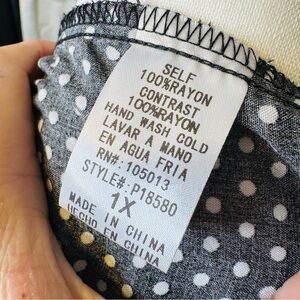 SELF
100%RAYON
CONTRAST
100%RAYON
HAND WASH COLD
LAVAR A MANO
EN AGUA FRIA
RN#:105013
STYLE#:P18580
1X
MADE IN CHINA
HECHO EN CHINA